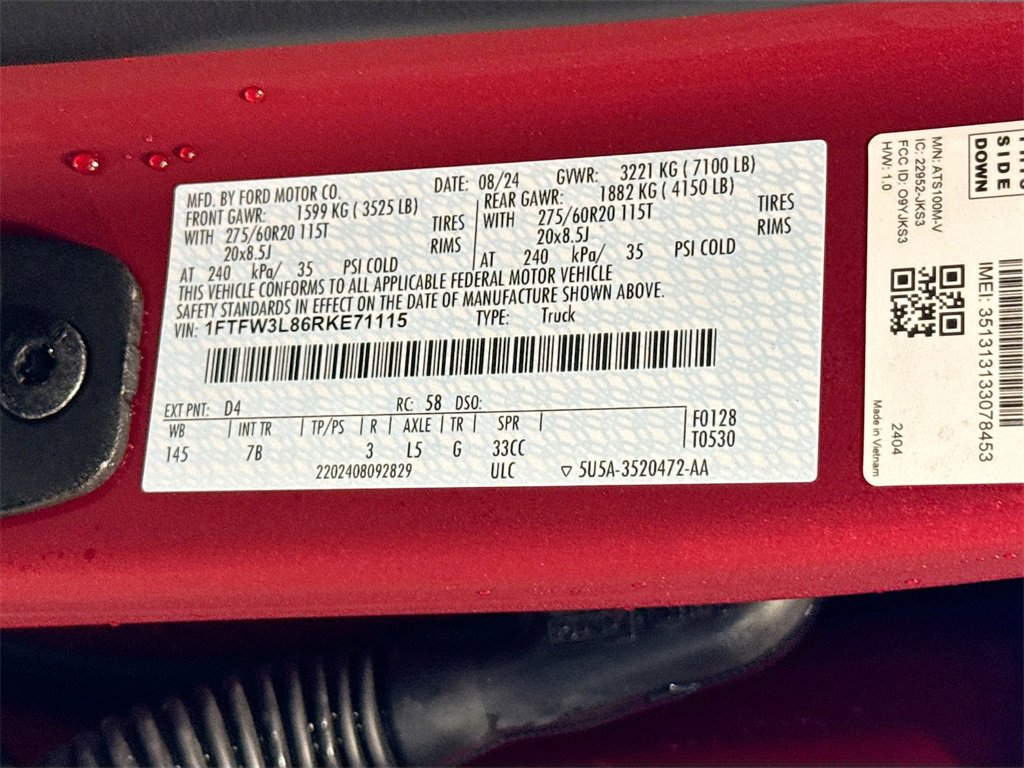 MFD. BY FORD MOTOR CO.
DATE: 08/24 GVWR: 3221 KG ( 7100 LB)
FRONT GAWR: 1599 KG ( 3525 LB)
REAR GAWR: 1882 KG ( 4150 LB)
WITH 275/60R20 115T TIRES
275/60R20 115T TIRES
20x8.5J RIMS
20x8.5J RIMS
AT 240 kPa/ 35 PSI COLD
AT 240 kPa/ 35 PSI COLD
THIS VEHICLE CONFORMS TO ALL APPLICABLE FEDERAL MOTOR VEHICLE
SAFETY STANDARDS IN EFFECT ON THE DATE OF MANUFACTURE SHOWN ABOVE.
VIN: 1FTFW3L86RKE71115 TYPE: Truck
EXT PNT: D4 RC: 58 DSO:
WB INT TR TP/PS R AXLE TR SPR F0128
145 7B 3 L5 G 33CC T0530
2202408092829 ULC 5U5A-3520472-AA
SIDE
DOWN
M/N: ATS100M-V
IC: 22952-JKS3
FCC ID: O9YJKS3
H/W: 1.0
IMEI: 351313133078453
2404
Made in Vietnam